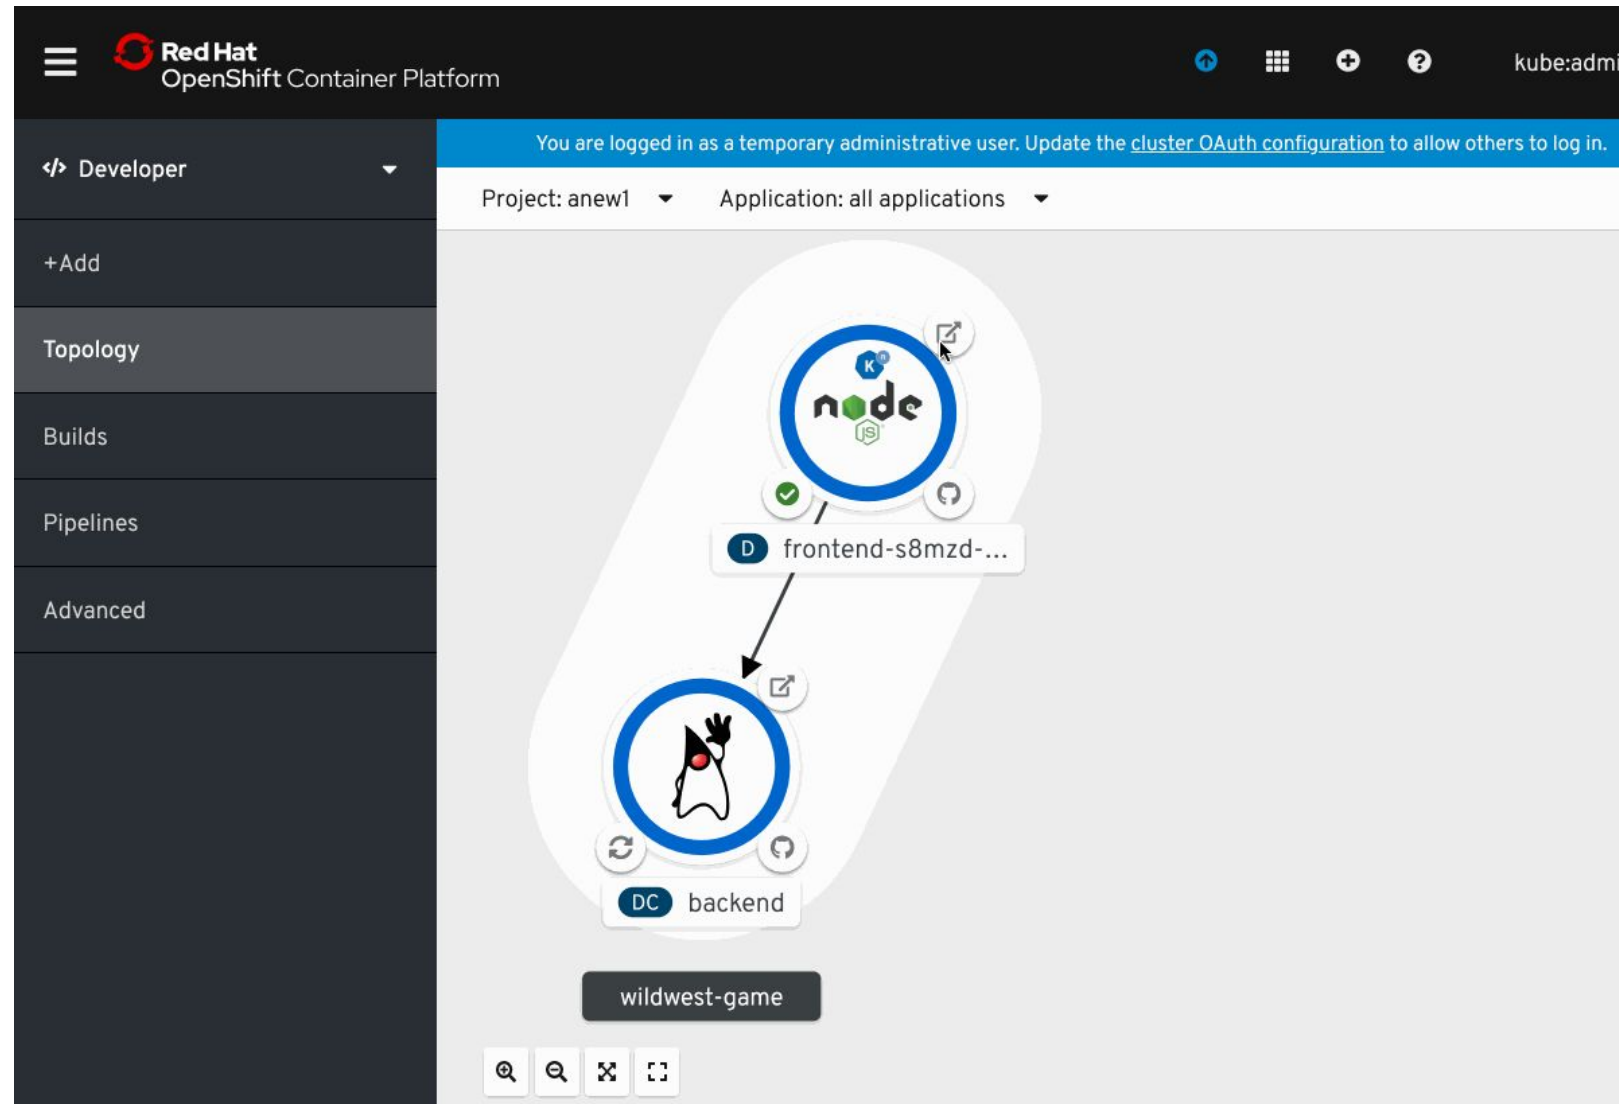 Red Hat
OpenShift Container Platform
kube:admi
</> Developer
You are logged in as a temporary administrative user. Update the cluster OAuth configuration to allow others to log in.
Project: anew1
Application: all applications
+Add
Topology
Builds
Pipelines
Advanced
K n
node
JS
D frontend-s8mzd-...
DC backend
wildwest-game